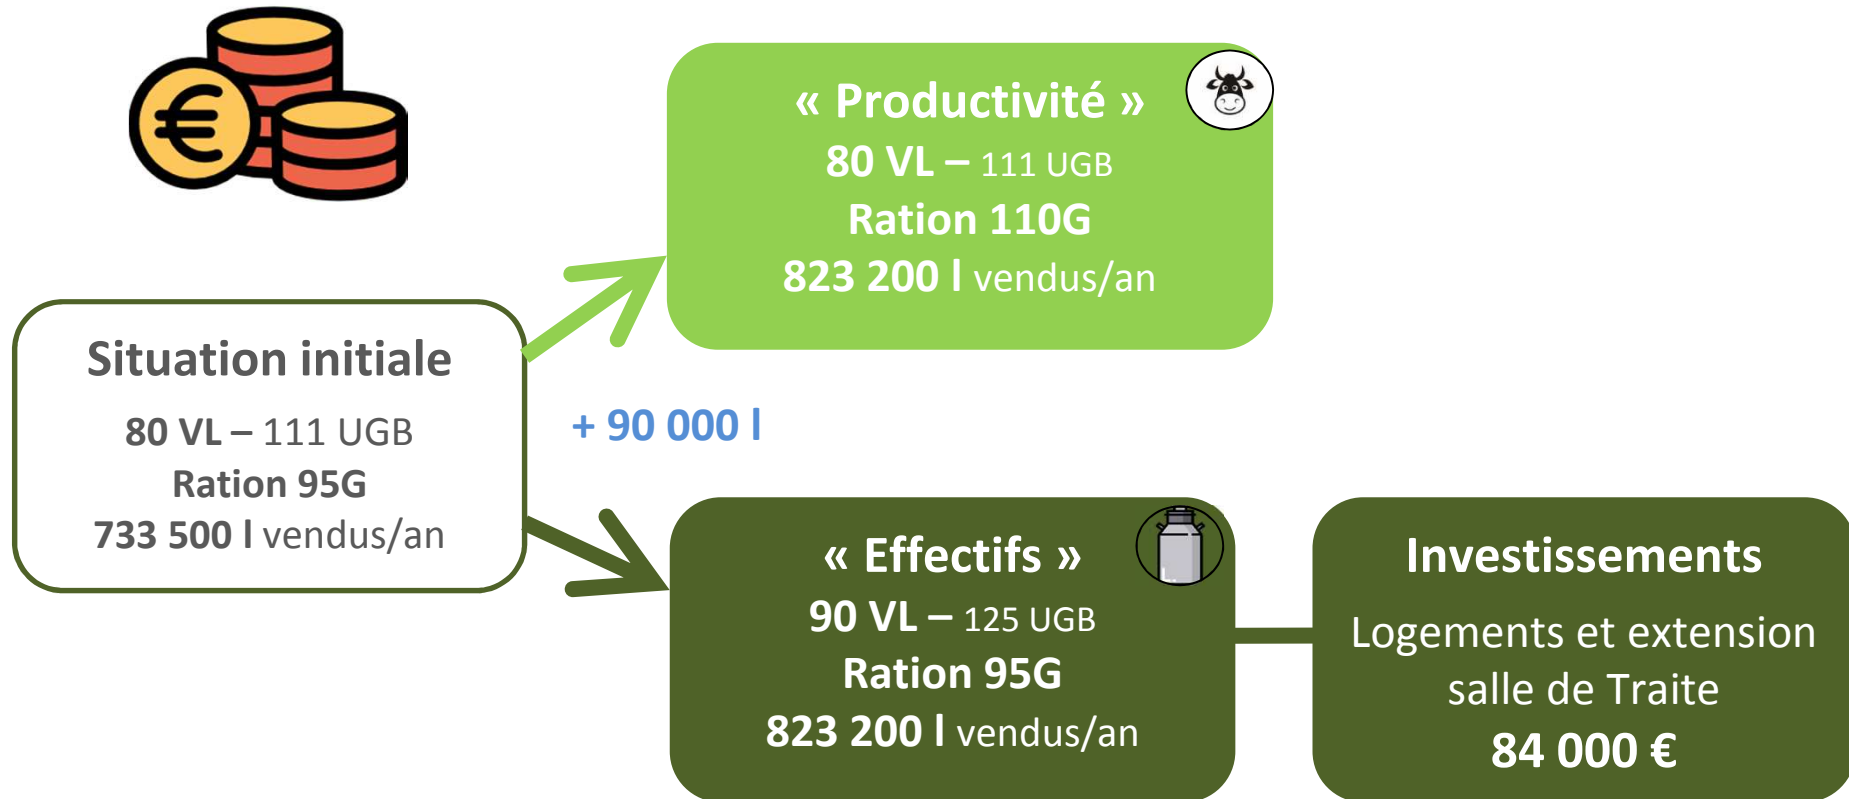 « Productivité »
80 VL – 111 UGB
Ration 110G
823 200 l vendus/an
Situation initiale
80 VL – 111 UGB
Ration 95G
733 500 l vendus/an
+ 90 000 l
« Effectifs »
90 VL – 125 UGB
Ration 95G
823 200 l vendus/an
Investissements
Logements et extension
salle de Traite
84 000 €